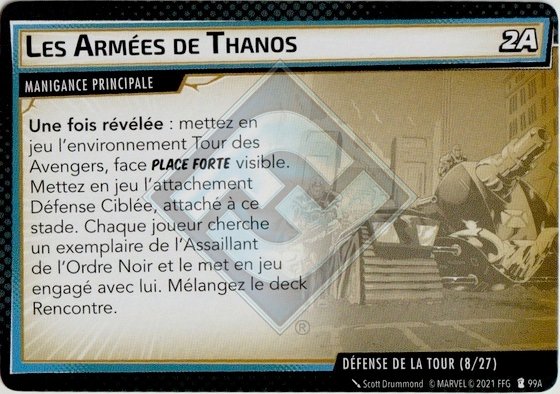 Les Armées de Thanos
2A
Manigance Principale
Une fois révélée : mettez en
jeu l'environnement Tour des
Avengers, face PLACE FORTE visible.
Mettez en jeu l'attachement
Défense Ciblée, attaché à ce
stade. Chaque joueur cherche
un exemplaire de l'Assaillant
de l'Ordre Noir et le met en jeu
engagé avec lui. Mélangez le deck
Rencontre.
®
Défense de la Tour (8/27)
Scott Drummond © MARVEL © 2021 FFG 99A